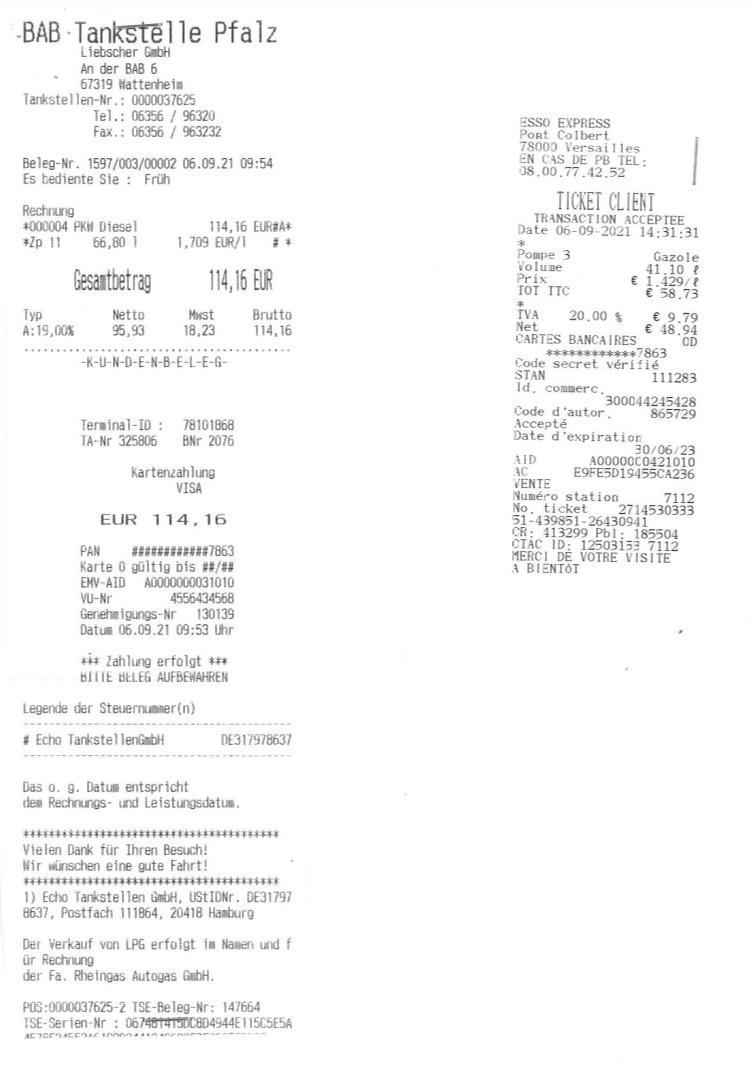 BAB Tankstelle Pfalz
Liebscher GmbH
An der BAB 6
67319 Wattenheim
Tankstellen-Nr.: 0000037625
Tel.: 06356 / 96320
Fax.: 06356 / 963232
Beleg-Nr. 1597/003/00002 06.09.21 09:54
Es bediente Sie : Früh
Rechnung
*000004 PKW Diesel 114,16 EUR#A*
*Zp 11 66,80 l 1,709 EUR/l # *
Gesamtbetrag 114,16 EUR
Typ Netto Mwst Brutto
A:19,00% 95,93 18,23 114,16
-K-U-N-D-E-N-B-E-L-E-G-
Terminal-ID : 78101868
TA-Nr 325806 BNr 2076
Kartenzahlung
VISA
EUR 114,16
PAN ############7863
Karte 0 gültig bis ##/##
EMV-AID A0000000031010
VU-Nr 4556434568
Genehmigungs-Nr 130139
Datum 06.09.21 09:53 Uhr
*** Zahlung erfolgt ***
BITTE BELEG AUFBEWAHREN
Legende der Steuernummer(n)
# Echo TankstellenGmbH DE317978637
Das o. g. Datum entspricht
dem Rechnungs- und Leistungsdatum.
****************************************
Vielen Dank für Ihren Besuch!
Wir wünschen eine gute Fahrt!
****************************************
1) Echo Tankstellen GmbH, UStIDNr. DE31797
8637, Postfach 111864, 20418 Hamburg
Der Verkauf von LPG erfolgt im Namen und f
ür Rechnung
der Fa. Rheingas Autogas GmbH.
POS:0000037625-2 TSE-Beleg-Nr: 147664
TSE-Serien-Nr : 067481415DC8D4944E115C5E5A
ESSO EXPRESS
Pont Colbert
78000 Versailles
EN CAS DE PB TEL:
08.00.77.42.52
TICKET CLIENT
TRANSACTION ACCEPTEE
Date 06-09-2021 14:31:31
*
Pompe 3 Gazole
Volume 41.10 ℓ
Prix € 1.429/ℓ
TOT TTC € 58.73
*
TVA 20.00 % € 9.79
Net € 48.94
CARTES BANCAIRES CD
************7863
Code secret vérifié
STAN 111283
Id. commerc.
300044245428
Code d'autor. 865729
Accepté
Date d'expiration
30/06/23
AID A0000000421010
AC E9FE5D19455CA236
VENTE
Numéro station 7112
No. ticket 2714530333
51-439851-26430941
CR: 413299 Pbl: 185504
CTAC ID: 12503153 7112
MERCI DE VOTRE VISITE
A BIENTÔT